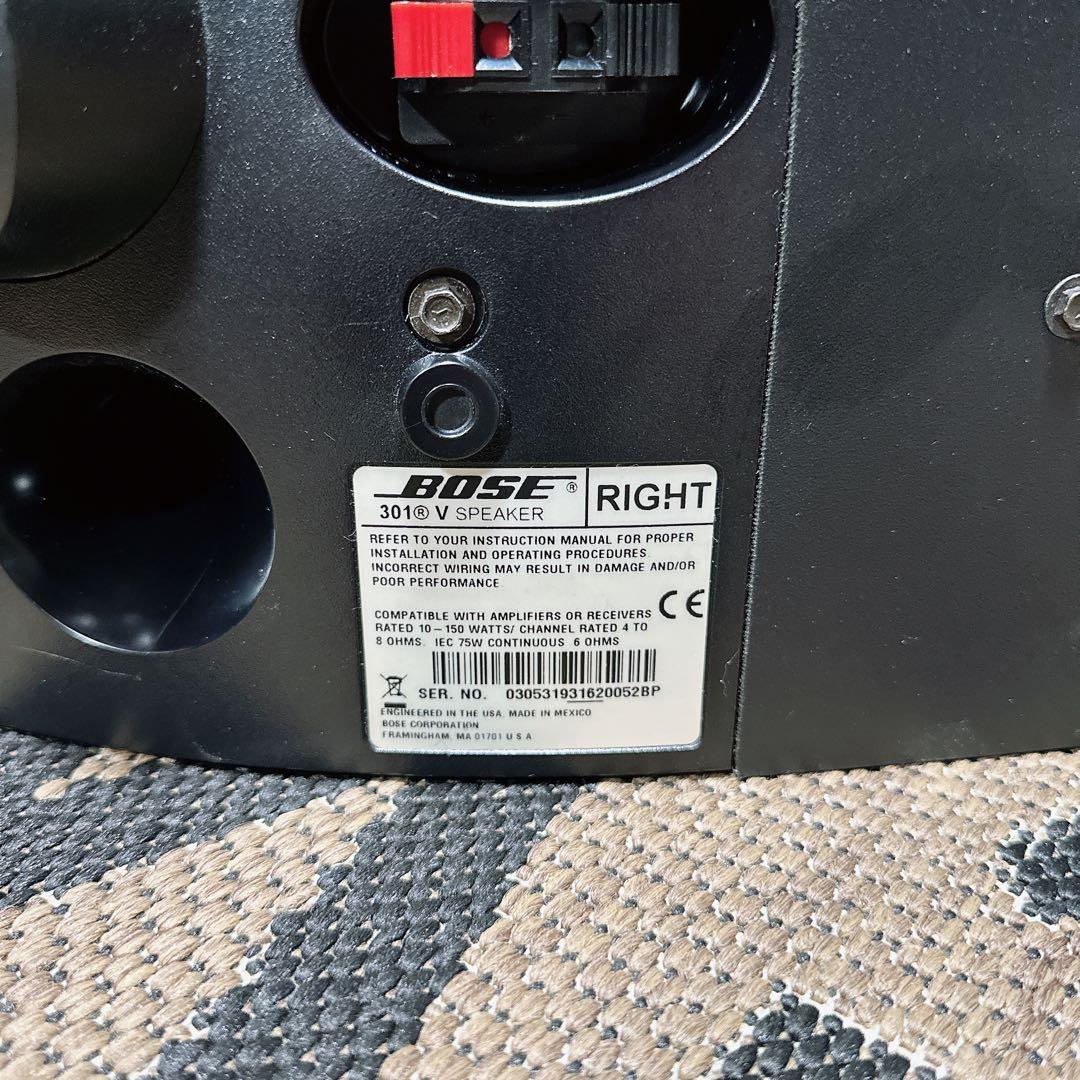 BOSE®
RIGHT
301® V SPEAKER
REFER TO YOUR INSTRUCTION MANUAL FOR PROPER
INSTALLATION AND OPERATING PROCEDURES.
INCORRECT WIRING MAY RESULT IN DAMAGE AND/OR
POOR PERFORMANCE
CE
COMPATIBLE WITH AMPLIFIERS OR RECEIVERS
RATED 10-150 WATTS/ CHANNEL RATED 4 TO
8 OHMS. IEC 75W CONTINUOUS 6 OHMS
SER. NO. 030531931620052BP
ENGINEERED IN THE USA. MADE IN MEXICO
BOSE CORPORATION
FRAMINGHAM, MA 01701 U S A